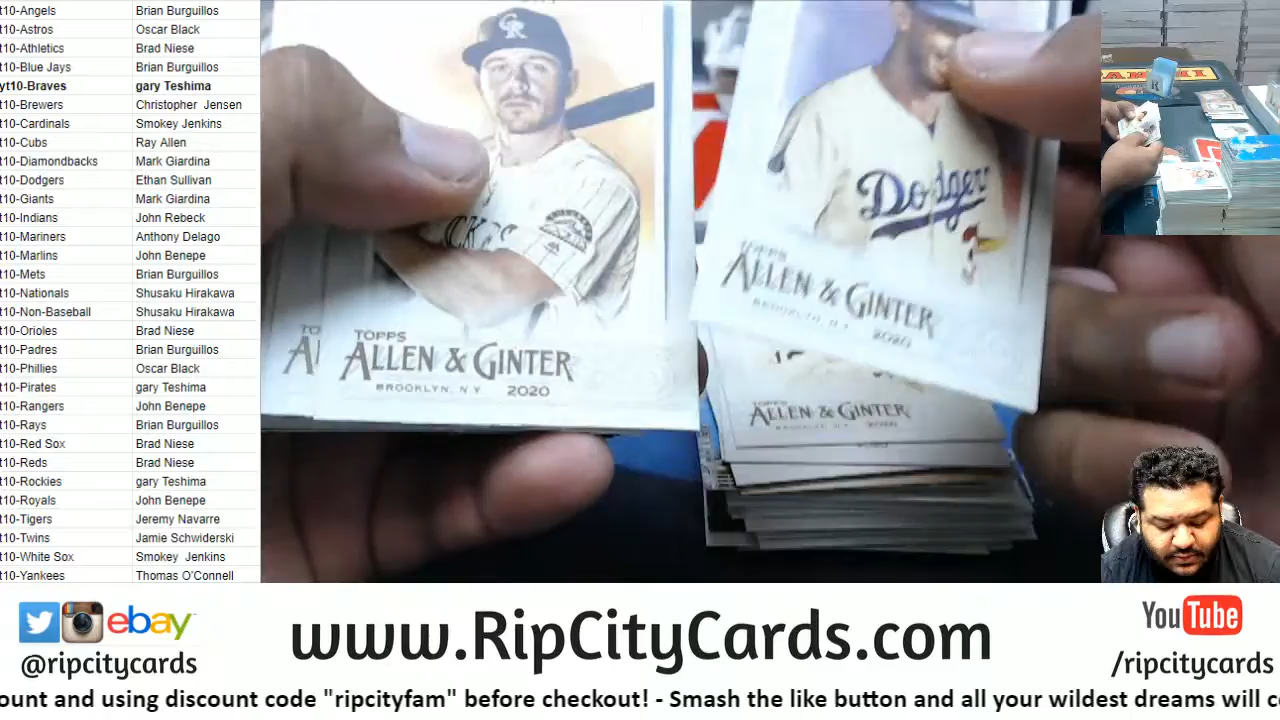 t10-Angels Brian Burguillos
t10-Astros Oscar Black
t10-Athletics Brad Niese
t10-Blue Jays Brian Burguillos
yt10-Braves gary Teshima
t10-Brewers Christopher Jensen
t10-Cardinals Smokey Jenkins
t10-Cubs Ray Allen
t10-Diamondbacks Mark Giardina
t10-Dodgers Ethan Sullivan
t10-Giants Mark Giardina
t10-Indians John Rebeck
t10-Mariners Anthony Delago
t10-Marlins John Benepe
t10-Mets Brian Burguillos
t10-Nationals Shusaku Hirakawa
t10-Non-Baseball Shusaku Hirakawa
t10-Orioles Brad Niese
t10-Padres Brian Burguillos
t10-Phillies Oscar Black
t10-Pirates gary Teshima
t10-Rangers John Benepe
t10-Rays Brian Burguillos
t10-Red Sox Brad Niese
t10-Reds Brad Niese
t10-Rockies gary Teshima
t10-Royals John Benepe
t10-Tigers Jeremy Navarre
t10-Twins Jamie Schwiderski
t10-White Sox Smokey Jenkins
t10-Yankees Thomas O'Connell
CR
TOPPS
ALLEN & GINTER
BROOKLYN, N.Y. 2020
Dodgers
TOPPS
ALLEN & GINTER
BROOKLYN, N.Y. 2020
TOPPS
ALLEN & GINTER
ebay
@ripcitycards
www.RipCityCards.com
YouTube
/ripcitycards
ount and using discount code "ripcityfam" before checkout! - Smash the like button and all your wildest dreams will c